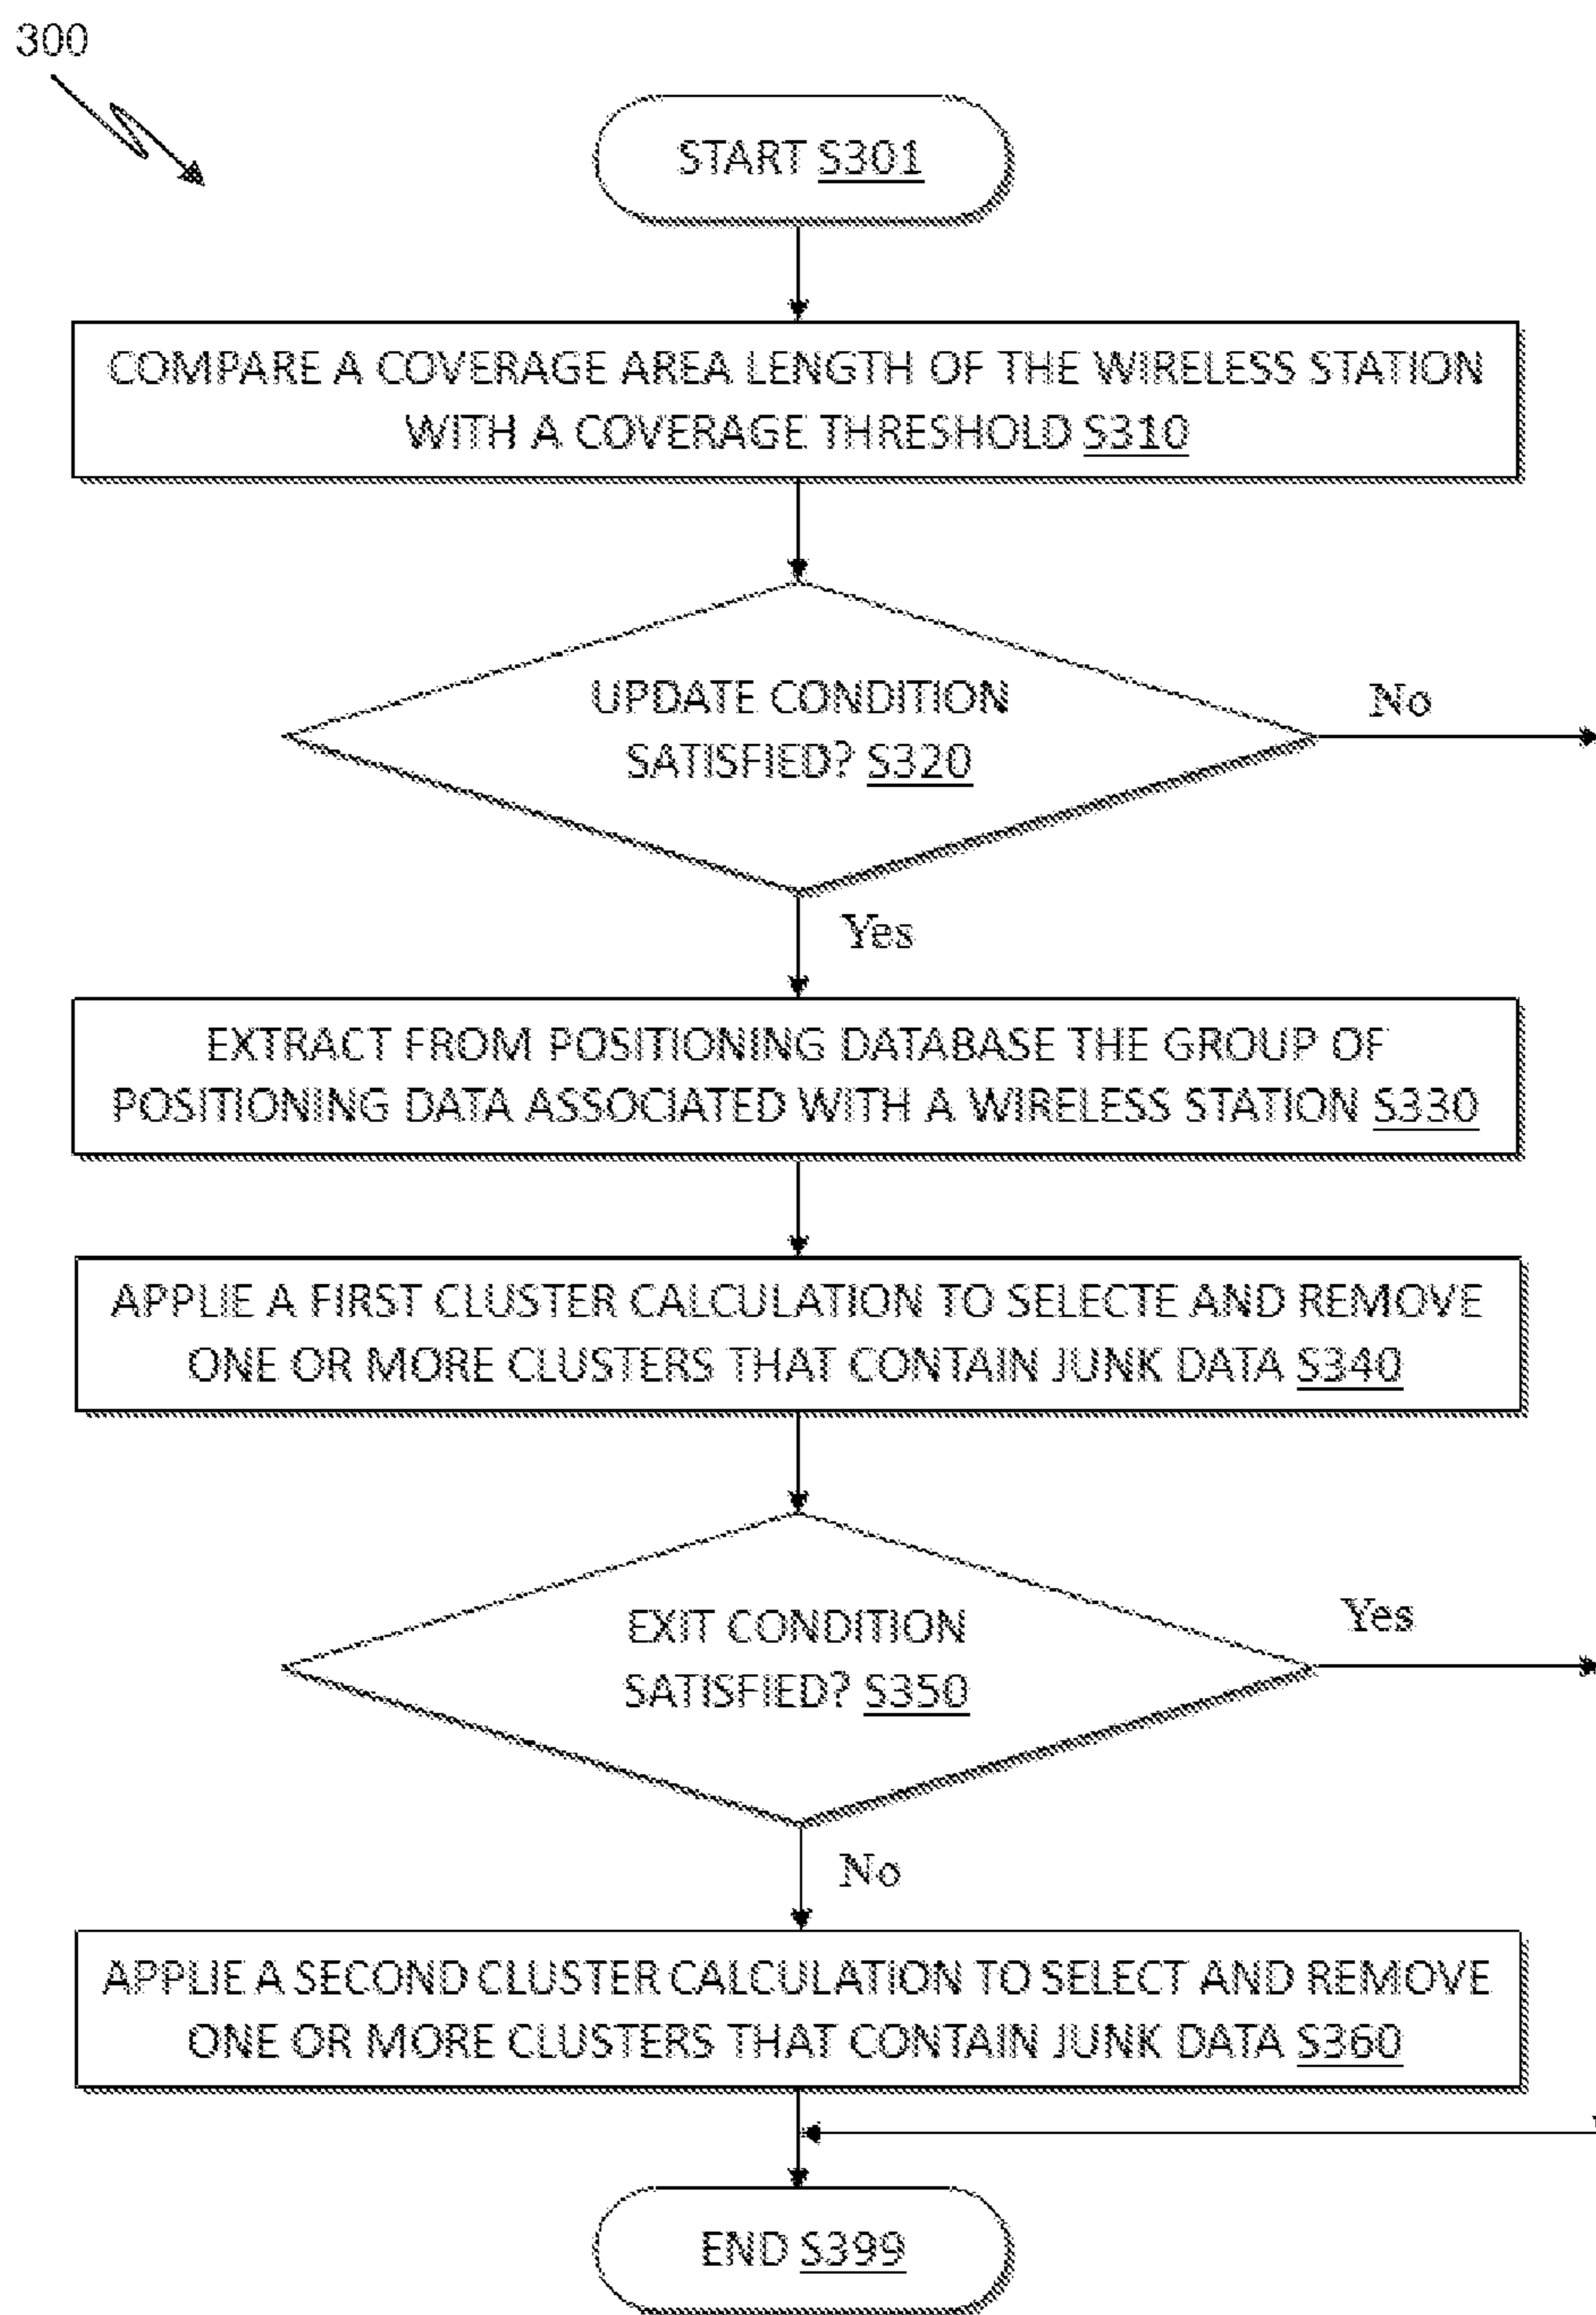 300
START S301
COMPARE A COVERAGE AREA LENGTH OF THE WIRELESS STATION
WITH A COVERAGE THRESHOLD S310
UPDATE CONDITION
SATISFIED? S320
No
Yes
EXTRACT FROM POSITIONING DATABASE THE GROUP OF
POSITIONING DATA ASSOCIATED WITH A WIRELESS STATION S330
APPLIE A FIRST CLUSTER CALCULATION TO SELECTE AND REMOVE
ONE OR MORE CLUSTERS THAT CONTAIN JUNK DATA S340
EXIT CONDITION
SATISFIED? S350
Yes
No
APPLIE A SECOND CLUSTER CALCULATION TO SELECT AND REMOVE
ONE OR MORE CLUSTERS THAT CONTAIN JUNK DATA S360
END S399